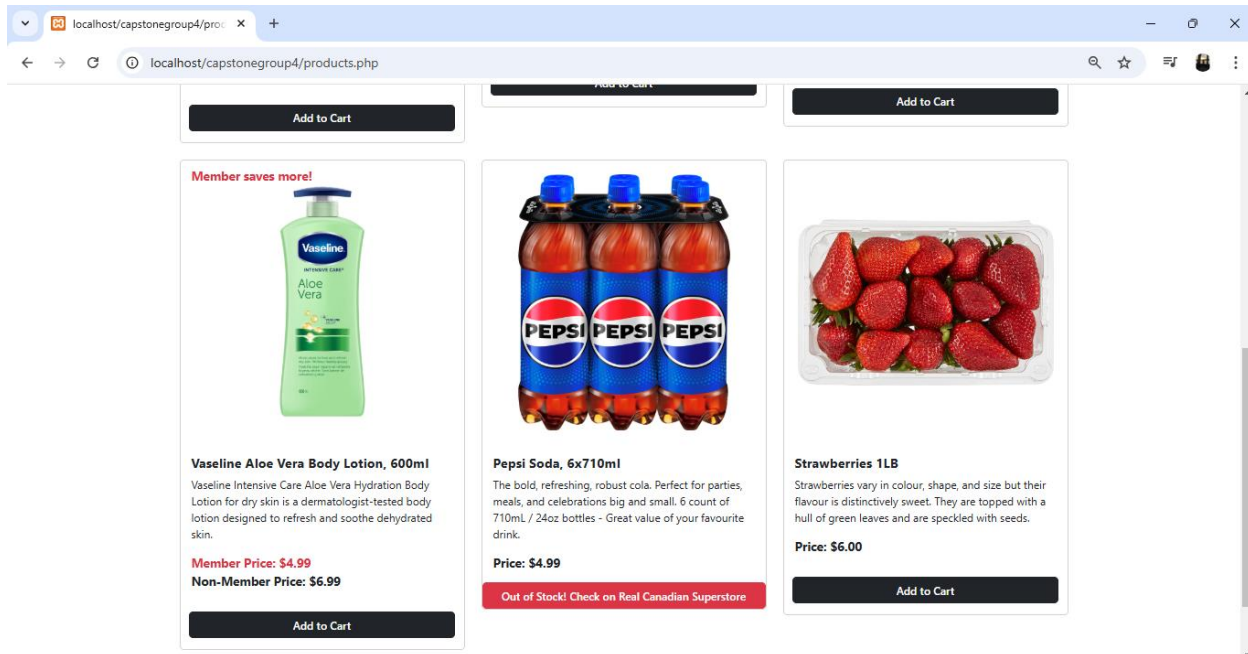 localhost/capstonegroup4/proc
localhost/capstonegroup4/products.php
Add to Cart
Add to Cart
Add to Cart
Member saves more!
Vaseline
INTENSIVE CARE
Aloe
Vera
PEPSI PEPSI PEPSI
Vaseline Aloe Vera Body Lotion, 600ml
Vaseline Intensive Care Aloe Vera Hydration Body
Lotion for dry skin is a dermatologist-tested body
lotion designed to refresh and soothe dehydrated
skin.
Member Price: $4.99
Non-Member Price: $6.99
Add to Cart
Pepsi Soda, 6x710ml
The bold, refreshing, robust cola. Perfect for parties,
meals, and celebrations big and small. 6 count of
710mL / 24oz bottles - Great value of your favourite
drink.
Price: $4.99
Out of Stock! Check on Real Canadian Superstore
Strawberries 1LB
Strawberries vary in colour, shape, and size but their
flavour is distinctively sweet. They are topped with a
hull of green leaves and are speckled with seeds.
Price: $6.00
Add to Cart